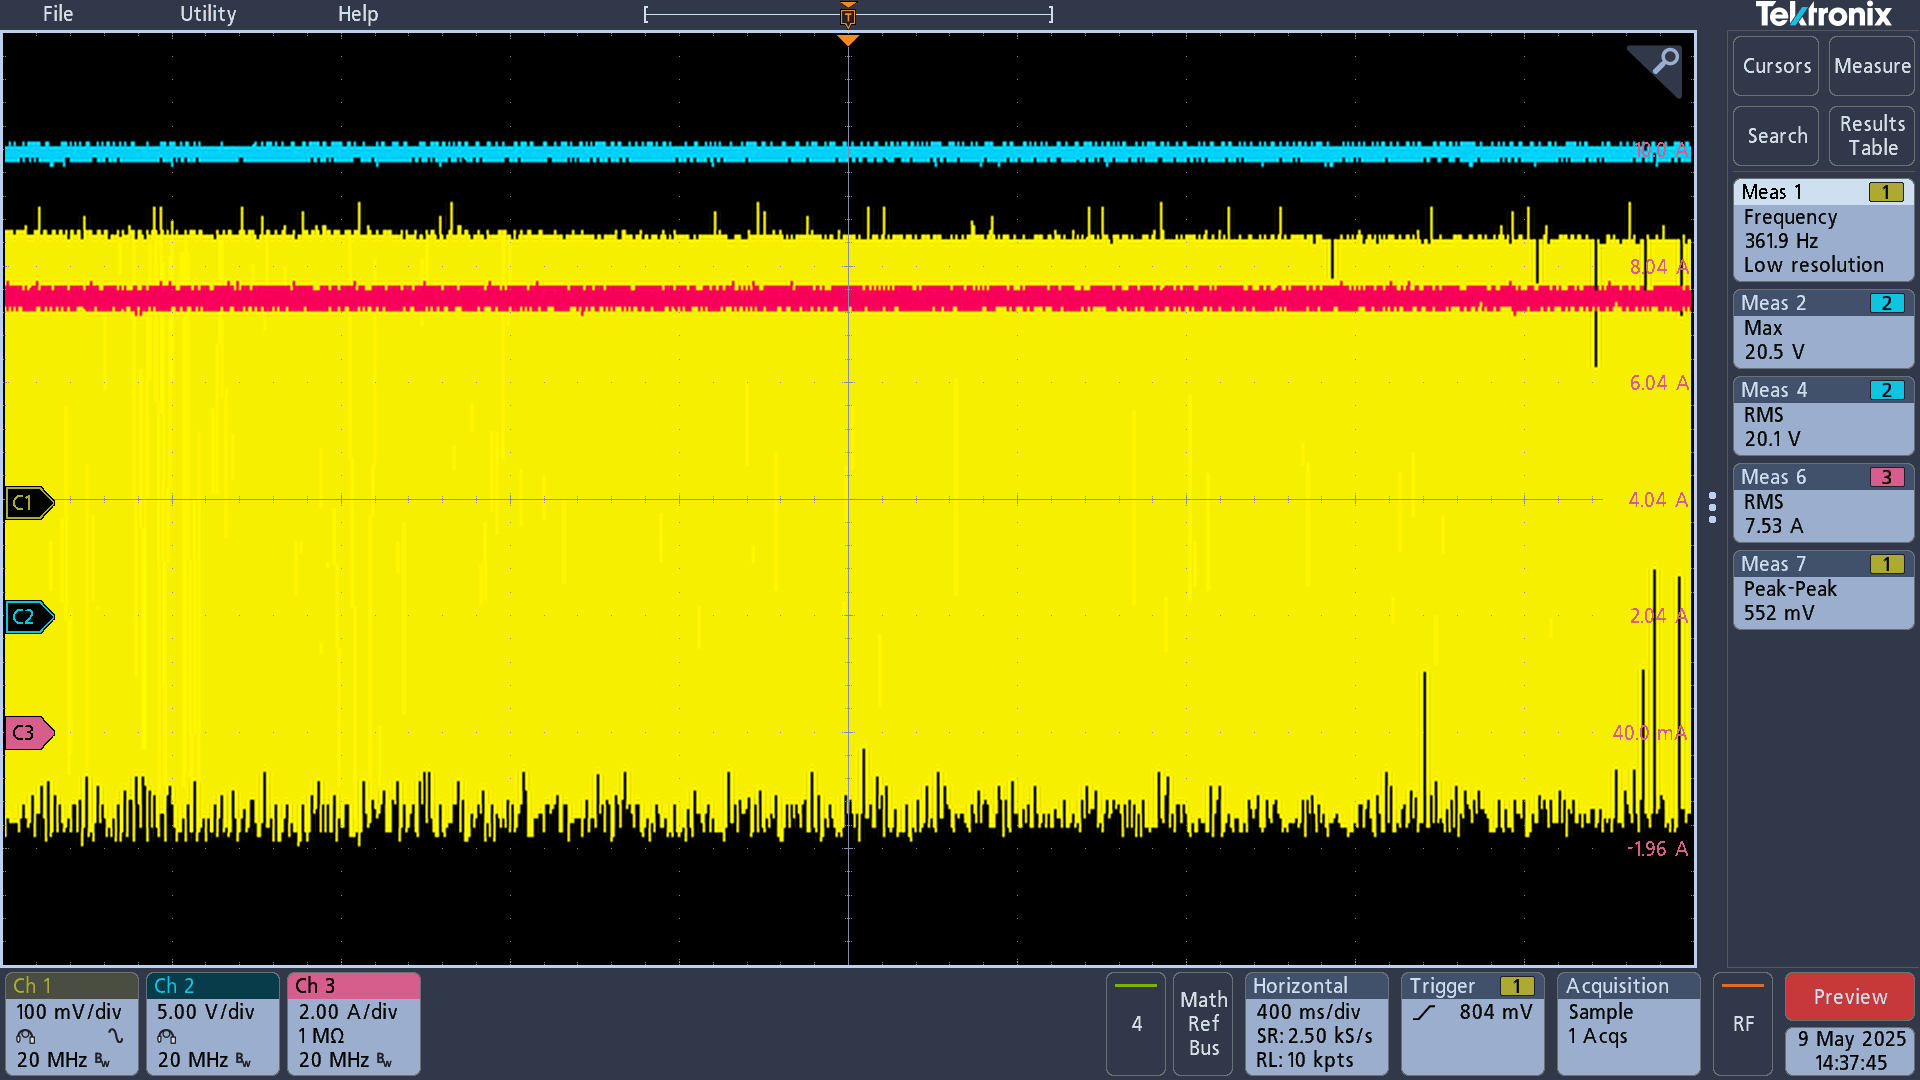 File Utility Help
T
Tektronix
Cursors Measure
Search Results Table
Meas 1 1
Frequency
361.9 Hz
Low resolution
Meas 2 2
Max
20.5 V
Meas 4 2
RMS
20.1 V
Meas 6 3
RMS
7.53 A
Meas 7 1
Peak-Peak
552 mV
10.0 A
8.04 A
6.04 A
4.04 A
2.04 A
40.0 mA
-1.96 A
C1
C2
C3
Ch 1
100 mV/div
20 MHz Bw
Ch 2
5.00 V/div
20 MHz Bw
Ch 3
2.00 A/div
1 MΩ
20 MHz Bw
4
Math
Ref
Bus
Horizontal
400 ms/div
SR: 2.50 kS/s
RL: 10 kpts
Trigger 1
804 mV
Acquisition
Sample
1 Acqs
RF
Preview
9 May 2025
14:37:45